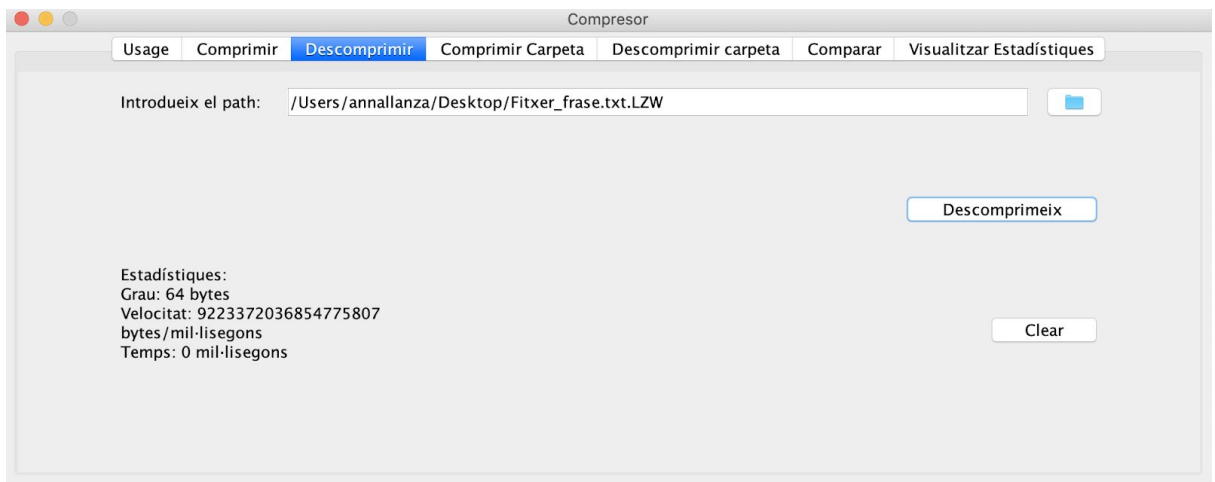 Compresor
Usage Comprimir Descomprimir Comprimir Carpeta Descomprimir carpeta Comparar Visualitzar Estadístiques
Introdueix el path: /Users/annallanza/Desktop/Fitxer_frase.txt.LZW
Descomprimeix
Estadístiques:
Grau: 64 bytes
Velocitat: 9223372036854775807
bytes/mil·lisegons
Clear
Temps: 0 mil·lisegons